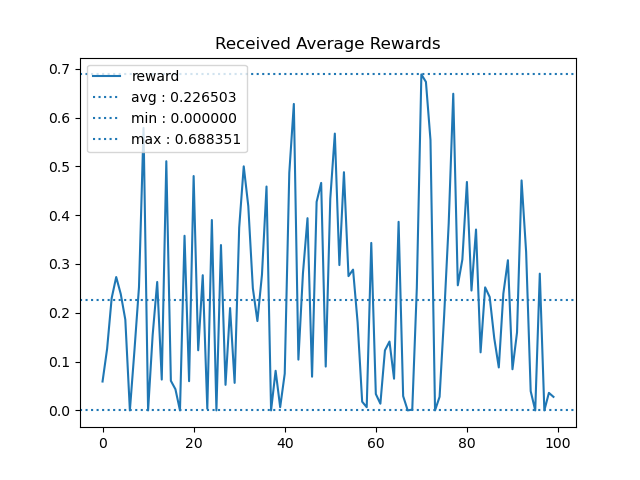 Received Average Rewards
reward
avg : 0.226503
min : 0.000000
max : 0.688351
0.7
0.6
0.5
0.4
0.3
0.2
0.1
0.0
0 20 40 60 80 100